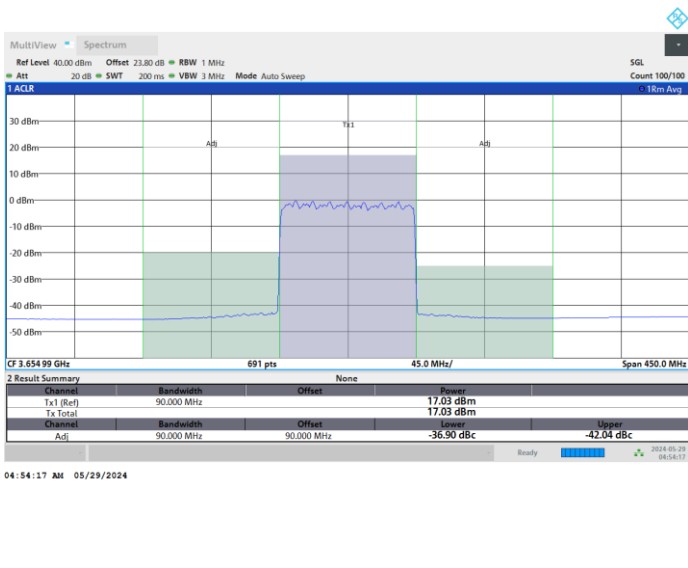 MultiView Spectrum
Ref Level 40.00 dBm Offset 23.80 dB RBW 1 MHz SGL
Att 20 dB SWT 200 ms VBW 3 MHz Mode Auto Sweep Count 100/100
1 ACLR 1Rm Avg
30 dBm
Tx1
20 dBm
Adj Adj
10 dBm
0 dBm
-10 dBm
-20 dBm
-30 dBm
-40 dBm
-50 dBm
CF 3.654 99 GHz 691 pts 45.0 MHz/ Span 450.0 MHz
2 Result Summary None
Channel Bandwidth Offset Power
Tx1 (Ref) 90.000 MHz 17.03 dBm
Tx Total 17.03 dBm
Channel Bandwidth Offset Lower Upper
Adj 90.000 MHz 90.000 MHz -36.90 dBc -42.04 dBc
Ready 2024-05-29
04:54:17
04:54:17 AM 05/29/2024